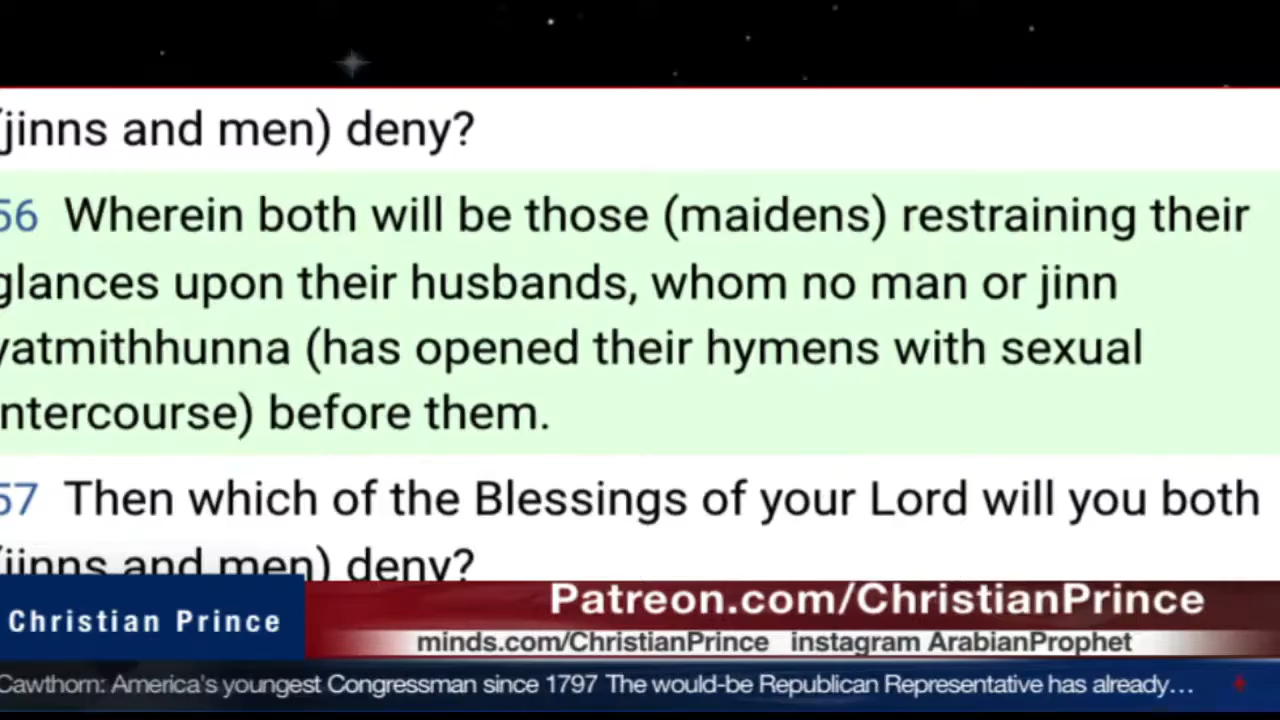 (jinns and men) deny?
56 Wherein both will be those (maidens) restraining their
glances upon their husbands, whom no man or jinn
yatmithhunna (has opened their hymens with sexual
ntercourse) before them.
57 Then which of the Blessings of your Lord will you both
(jinns and men) deny?
Patreon.com/ChristianPrince
Christian Prince
minds.com/ChristianPrince instagram ArabianProphet
Cawthorn: America's youngest Congressman since 1797 The would-be Republican Representative has already...